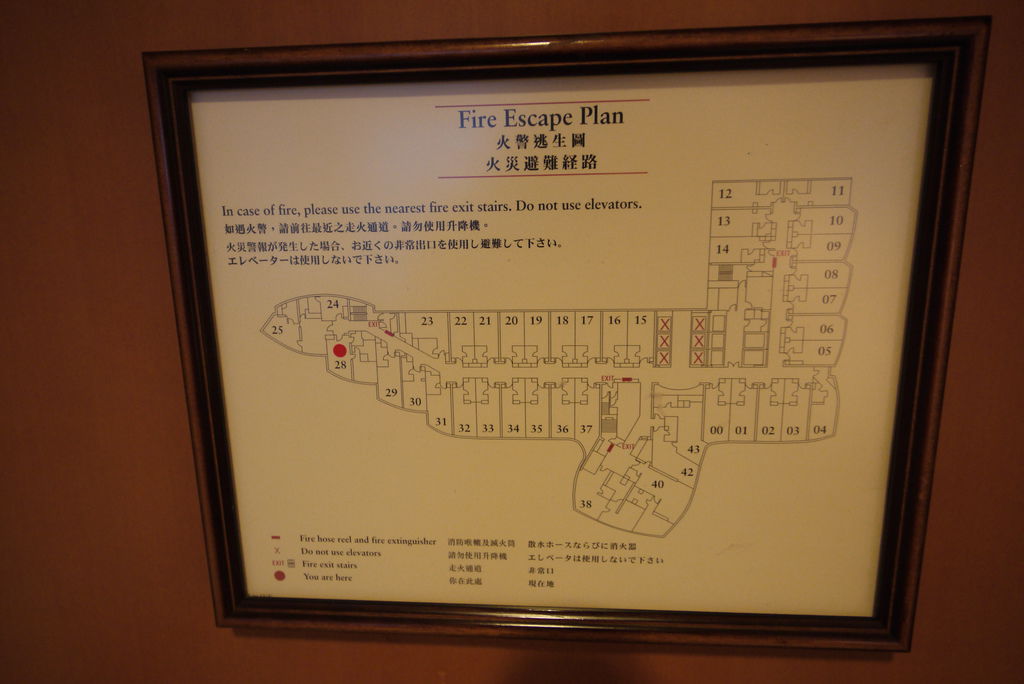 Fire Escape Plan
火警逃生圖
火災避難経路
In case of fire, please use the nearest fire exit stairs. Do not use elevators.
如遇火警，請前往最近之走火通道。請勿使用升降機。
火災警報が発生した場合、お近くの非常出口を使用し避難して下さい。
エレベーターは使用しないで下さい。
12 11
13 10
14 09
EXIT
08
07
06
05
24
25
EXIT
23 22 21 20 19 18 17 16 15
28
29
30
31 32 33 34 35 36 37
EXIT
00 01 02 03 04
EXIT
43
42
40
38
Fire hose reel and fire extinguisher 消防喉轆及滅火筒 散水ホースならびに消火器
X Do not use elevators 請勿使用升降機 エレベータは使用しないで下さい
EXIT Fire exit stairs 走火通道 非常口
You are here 你在此處 現在地